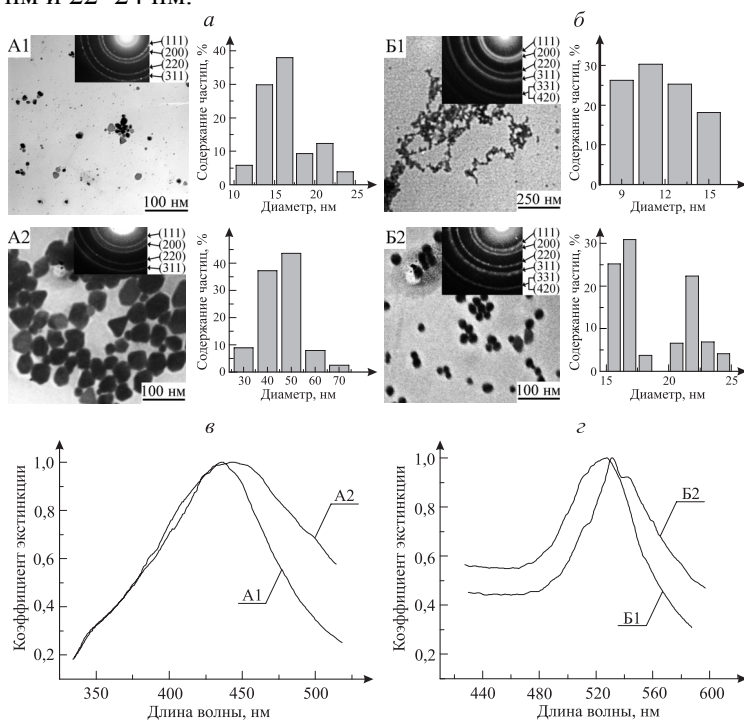 нм и 22–24 нм.
а
б
А1
(111)
(200)
(220)
(311)
100 нм
Содержание частиц, %
40
30
20
10
0
10 15 20 25
Диаметр, нм
Б1
(111)
(200)
(220)
(311)
(331)
(420)
250 нм
Содержание частиц, %
30
20
10
0
9 12 15
Диаметр, нм
А2
(111)
(200)
(220)
(311)
100 нм
Содержание частиц, %
40
30
20
10
0
30 40 50 60 70
Диаметр, нм
Б2
(111)
(200)
(220)
(311)
(331)
(420)
100 нм
Содержание частиц, %
30
20
10
0
15 20 25
Диаметр, нм
в
г
Коэффициент экстинкции
1,0
0,8
0,6
0,4
0,2
А2
А1
350 400 450 500
Длина волны, нм
Коэффициент экстинкции
1,0
0,8
0,6
0,4
0,2
Б2
Б1
440 480 520 560 600
Длина волны, нм